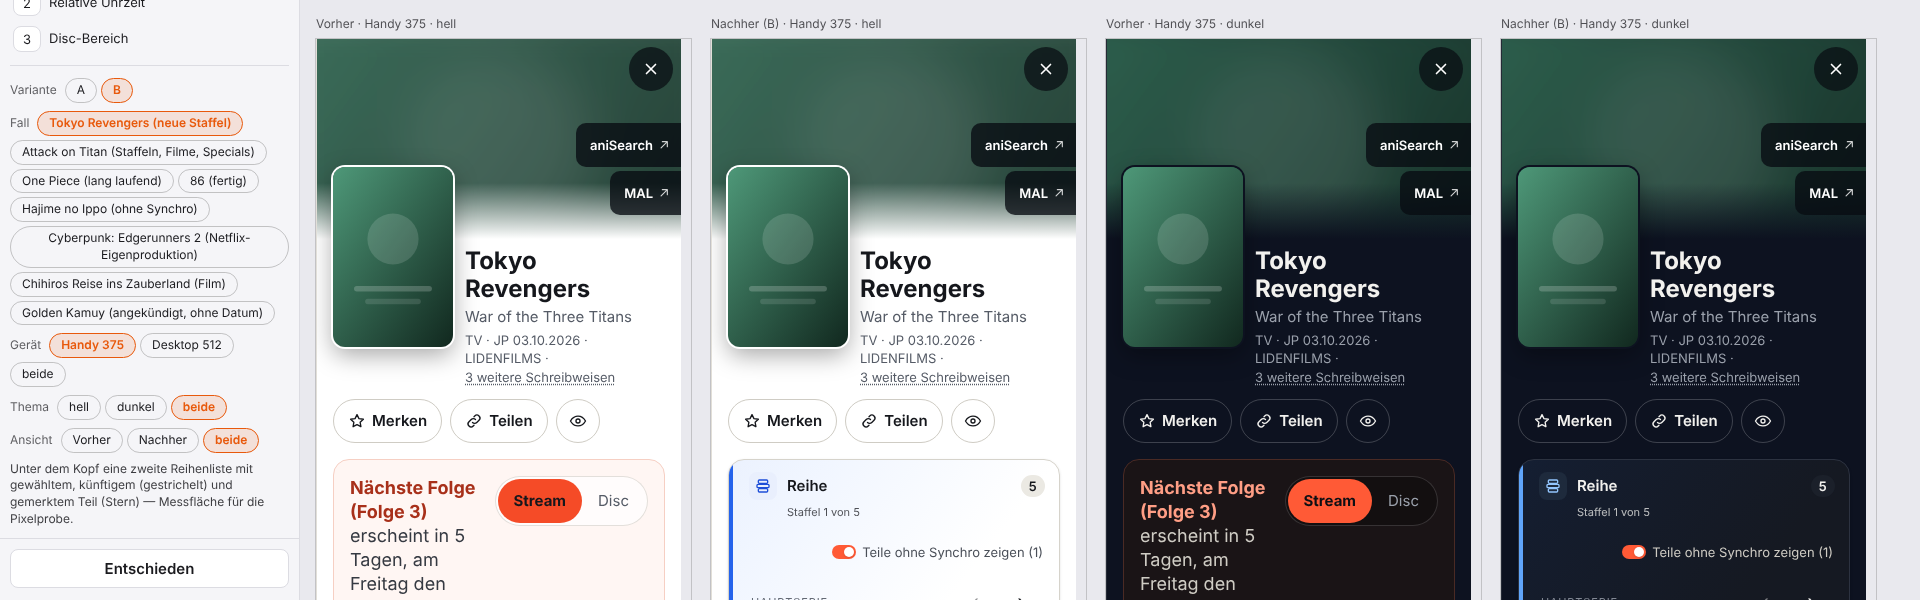 2 Relative Uhrzeit
3 Disc-Bereich
Variante A B
Fall Tokyo Revengers (neue Staffel)
Attack on Titan (Staffeln, Filme, Specials)
One Piece (lang laufend) 86 (fertig)
Hajime no Ippo (ohne Synchro)
Cyberpunk: Edgerunners 2 (Netflix-
Eigenproduktion)
Chihiros Reise ins Zauberland (Film)
Golden Kamuy (angekündigt, ohne Datum)
Gerät Handy 375 Desktop 512
beide
Thema hell dunkel beide
Ansicht Vorher Nachher beide
Unter dem Kopf eine zweite Reihenliste mit
gewähltem, künftigem (gestrichelt) und
gemerktem Teil (Stern) — Messfläche für die
Pixelprobe.
Entschieden
Vorher · Handy 375 · hell
aniSearch ↗
MAL ↗
Tokyo
Revengers
War of the Three Titans
TV · JP 03.10.2026 ·
LIDENFILMS ·
3 weitere Schreibweisen
Merken Teilen
Nächste Folge
(Folge 3)
erscheint in 5
Tagen, am
Freitag den
Stream Disc
Nachher (B) · Handy 375 · hell
aniSearch ↗
MAL ↗
Tokyo
Revengers
War of the Three Titans
TV · JP 03.10.2026 ·
LIDENFILMS ·
3 weitere Schreibweisen
Merken Teilen
Reihe 5
Staffel 1 von 5
Teile ohne Synchro zeigen (1)
Vorher · Handy 375 · dunkel
aniSearch ↗
MAL ↗
Tokyo
Revengers
War of the Three Titans
TV · JP 03.10.2026 ·
LIDENFILMS ·
3 weitere Schreibweisen
Merken Teilen
Nächste Folge
(Folge 3)
erscheint in 5
Tagen, am
Freitag den
Stream Disc
Nachher (B) · Handy 375 · dunkel
aniSearch ↗
MAL ↗
Tokyo
Revengers
War of the Three Titans
TV · JP 03.10.2026 ·
LIDENFILMS ·
3 weitere Schreibweisen
Merken Teilen
Reihe 5
Staffel 1 von 5
Teile ohne Synchro zeigen (1)